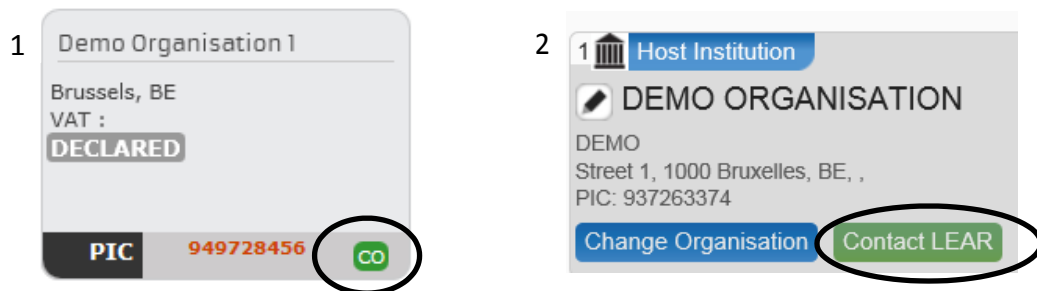 1
Demo Organisation 1
Brussels, BE
VAT :
DECLARED
PIC 949728456 CO
2
1 Host Institution
DEMO ORGANISATION
DEMO
Street 1, 1000 Bruxelles, BE, ,
PIC: 937263374
Change Organisation Contact LEAR